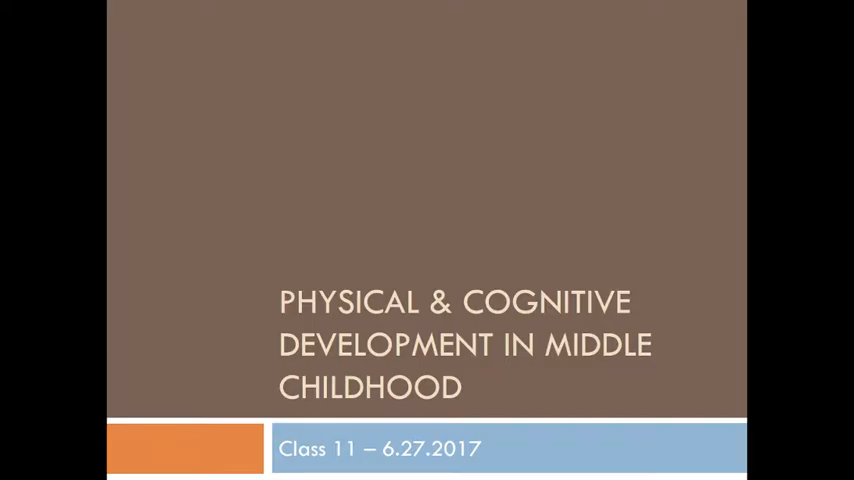 PHYSICAL & COGNITIVE
DEVELOPMENT IN MIDDLE
CHILDHOOD
Class 11 – 6.27.2017